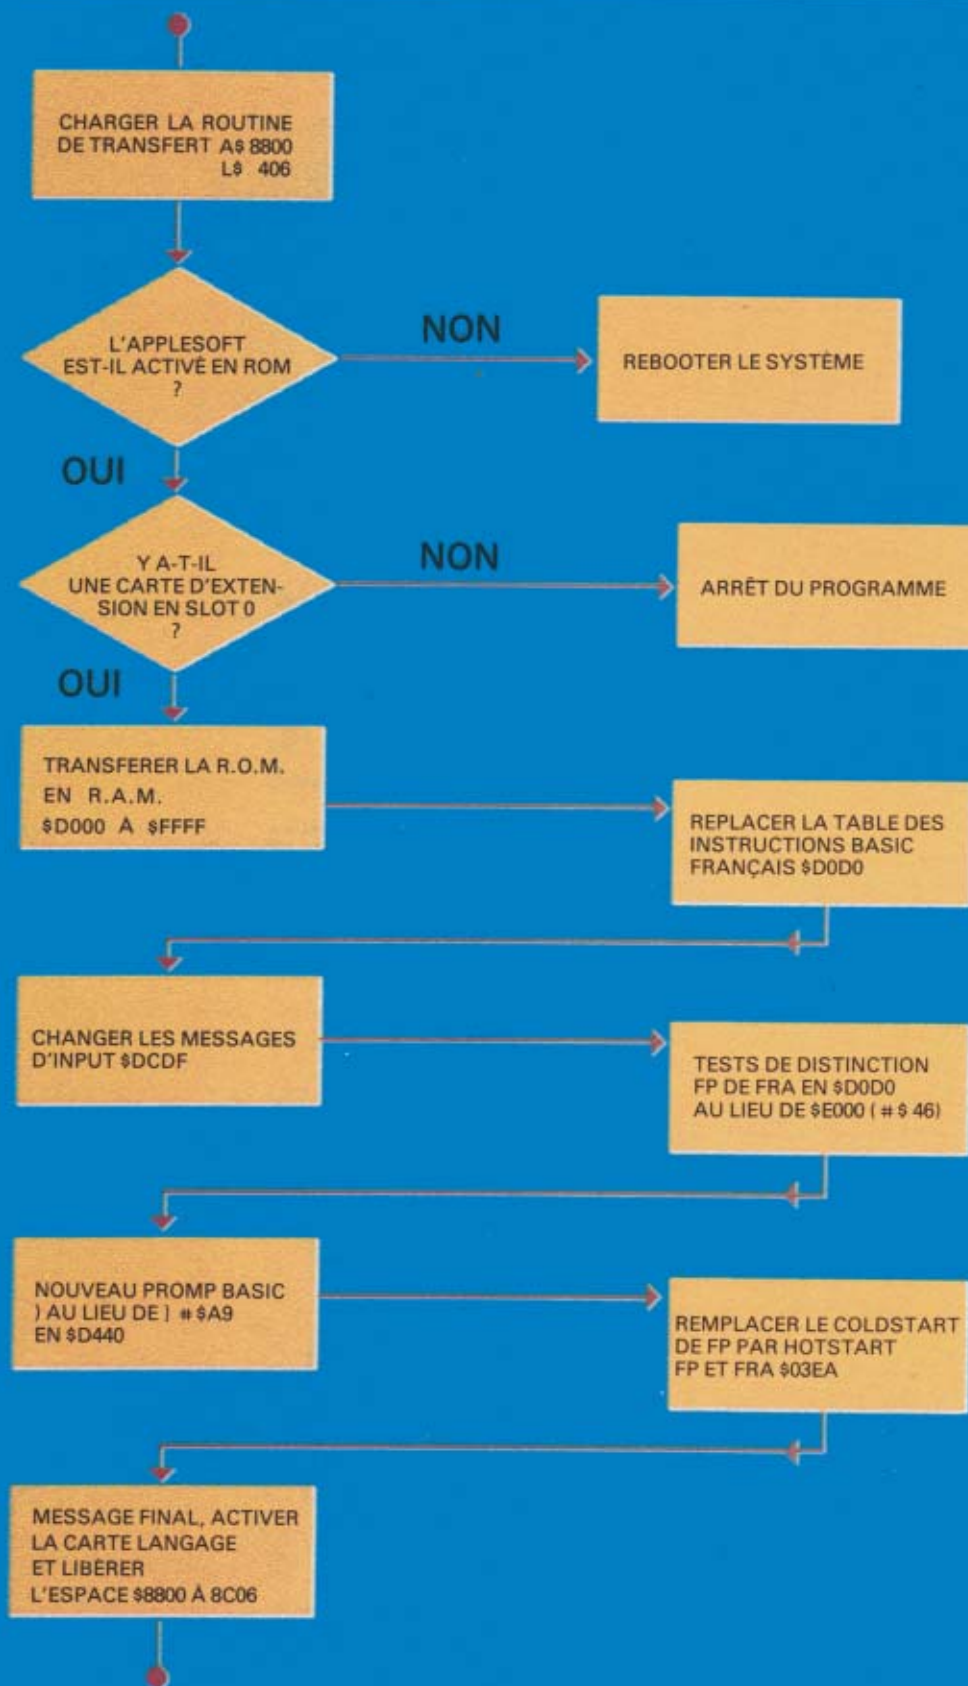 CHARGER LA ROUTINE
DE TRANSFERT A$ 8800
L$ 406
L'APPLESOFT
EST-IL ACTIVÉ EN ROM
?
NON
REBOOTER LE SYSTÈME
OUI
Y A-T-IL
UNE CARTE D'EXTEN-
SION EN SLOT 0
?
NON
ARRÊT DU PROGRAMME
OUI
TRANSFERER LA R.O.M.
EN R.A.M.
$D000 À $FFFF
REPLACER LA TABLE DES
INSTRUCTIONS BASIC
FRANÇAIS $D0D0
CHANGER LES MESSAGES
D'INPUT $DCDF
TESTS DE DISTINCTION
FP DE FRA EN $D0D0
AU LIEU DE $E000 ( # $ 46)
NOUVEAU PROMP BASIC
) AU LIEU DE ] # $A9
EN $D440
REMPLACER LE COLDSTART
DE FP PAR HOTSTART
FP ET FRA $03EA
MESSAGE FINAL, ACTIVER
LA CARTE LANGAGE
ET LIBÉRER
L'ESPACE $8800 À 8C06